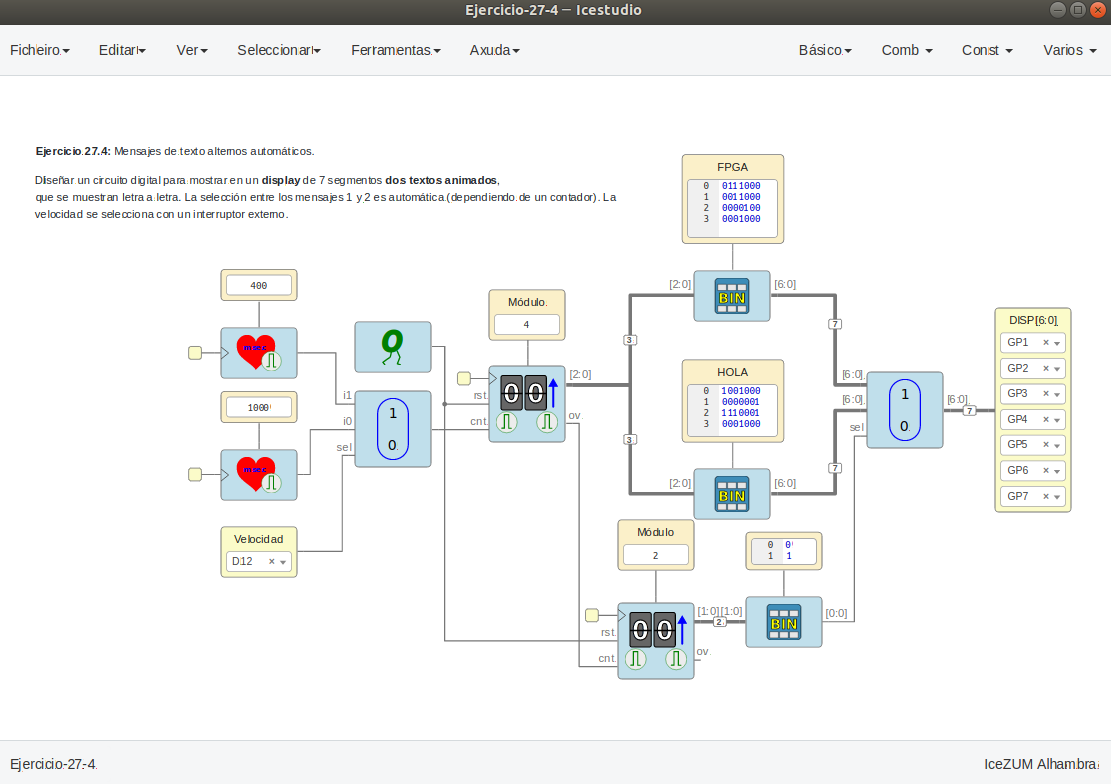 Ejercicio-27-4 – Icestudio
Ficheiro Editar Ver Seleccionar Ferramentas Axuda Básico Comb Const Varios
Ejercicio.27.4: Mensajes de texto alternos automáticos.
Diseñar un circuito digital para mostrar en un display de 7 segmentos dos textos animados,
que se muestran letra a letra. La selección entre los mensajes 1 y 2 es automática (dependiendo de un contador). La
velocidad se selecciona con un interruptor externo.
400
msec
1000
msec
Velocidad
D12
i1
i0
sel
1
0
0
Módulo
4
rst
cnt
00
[2:0]
ov
FPGA
0 0111000
1 0011000
2 0000100
3 0001000
[2:0] BIN [6:0]
3
7
HOLA
0 1001000
1 0000001
2 1110001
3 0001000
[2:0] BIN [6:0]
3
7
Módulo
2
rst
cnt
00
[1:0]
ov
2
0 0
1 1
[1:0] BIN [0:0]
[6:0]
[6:0]
sel
1
0
[6:0]
7
DISP[6:0]
GP1
GP2
GP3
GP4
GP5
GP6
GP7
Ejercicio-27-4 IceZUM Alhambra